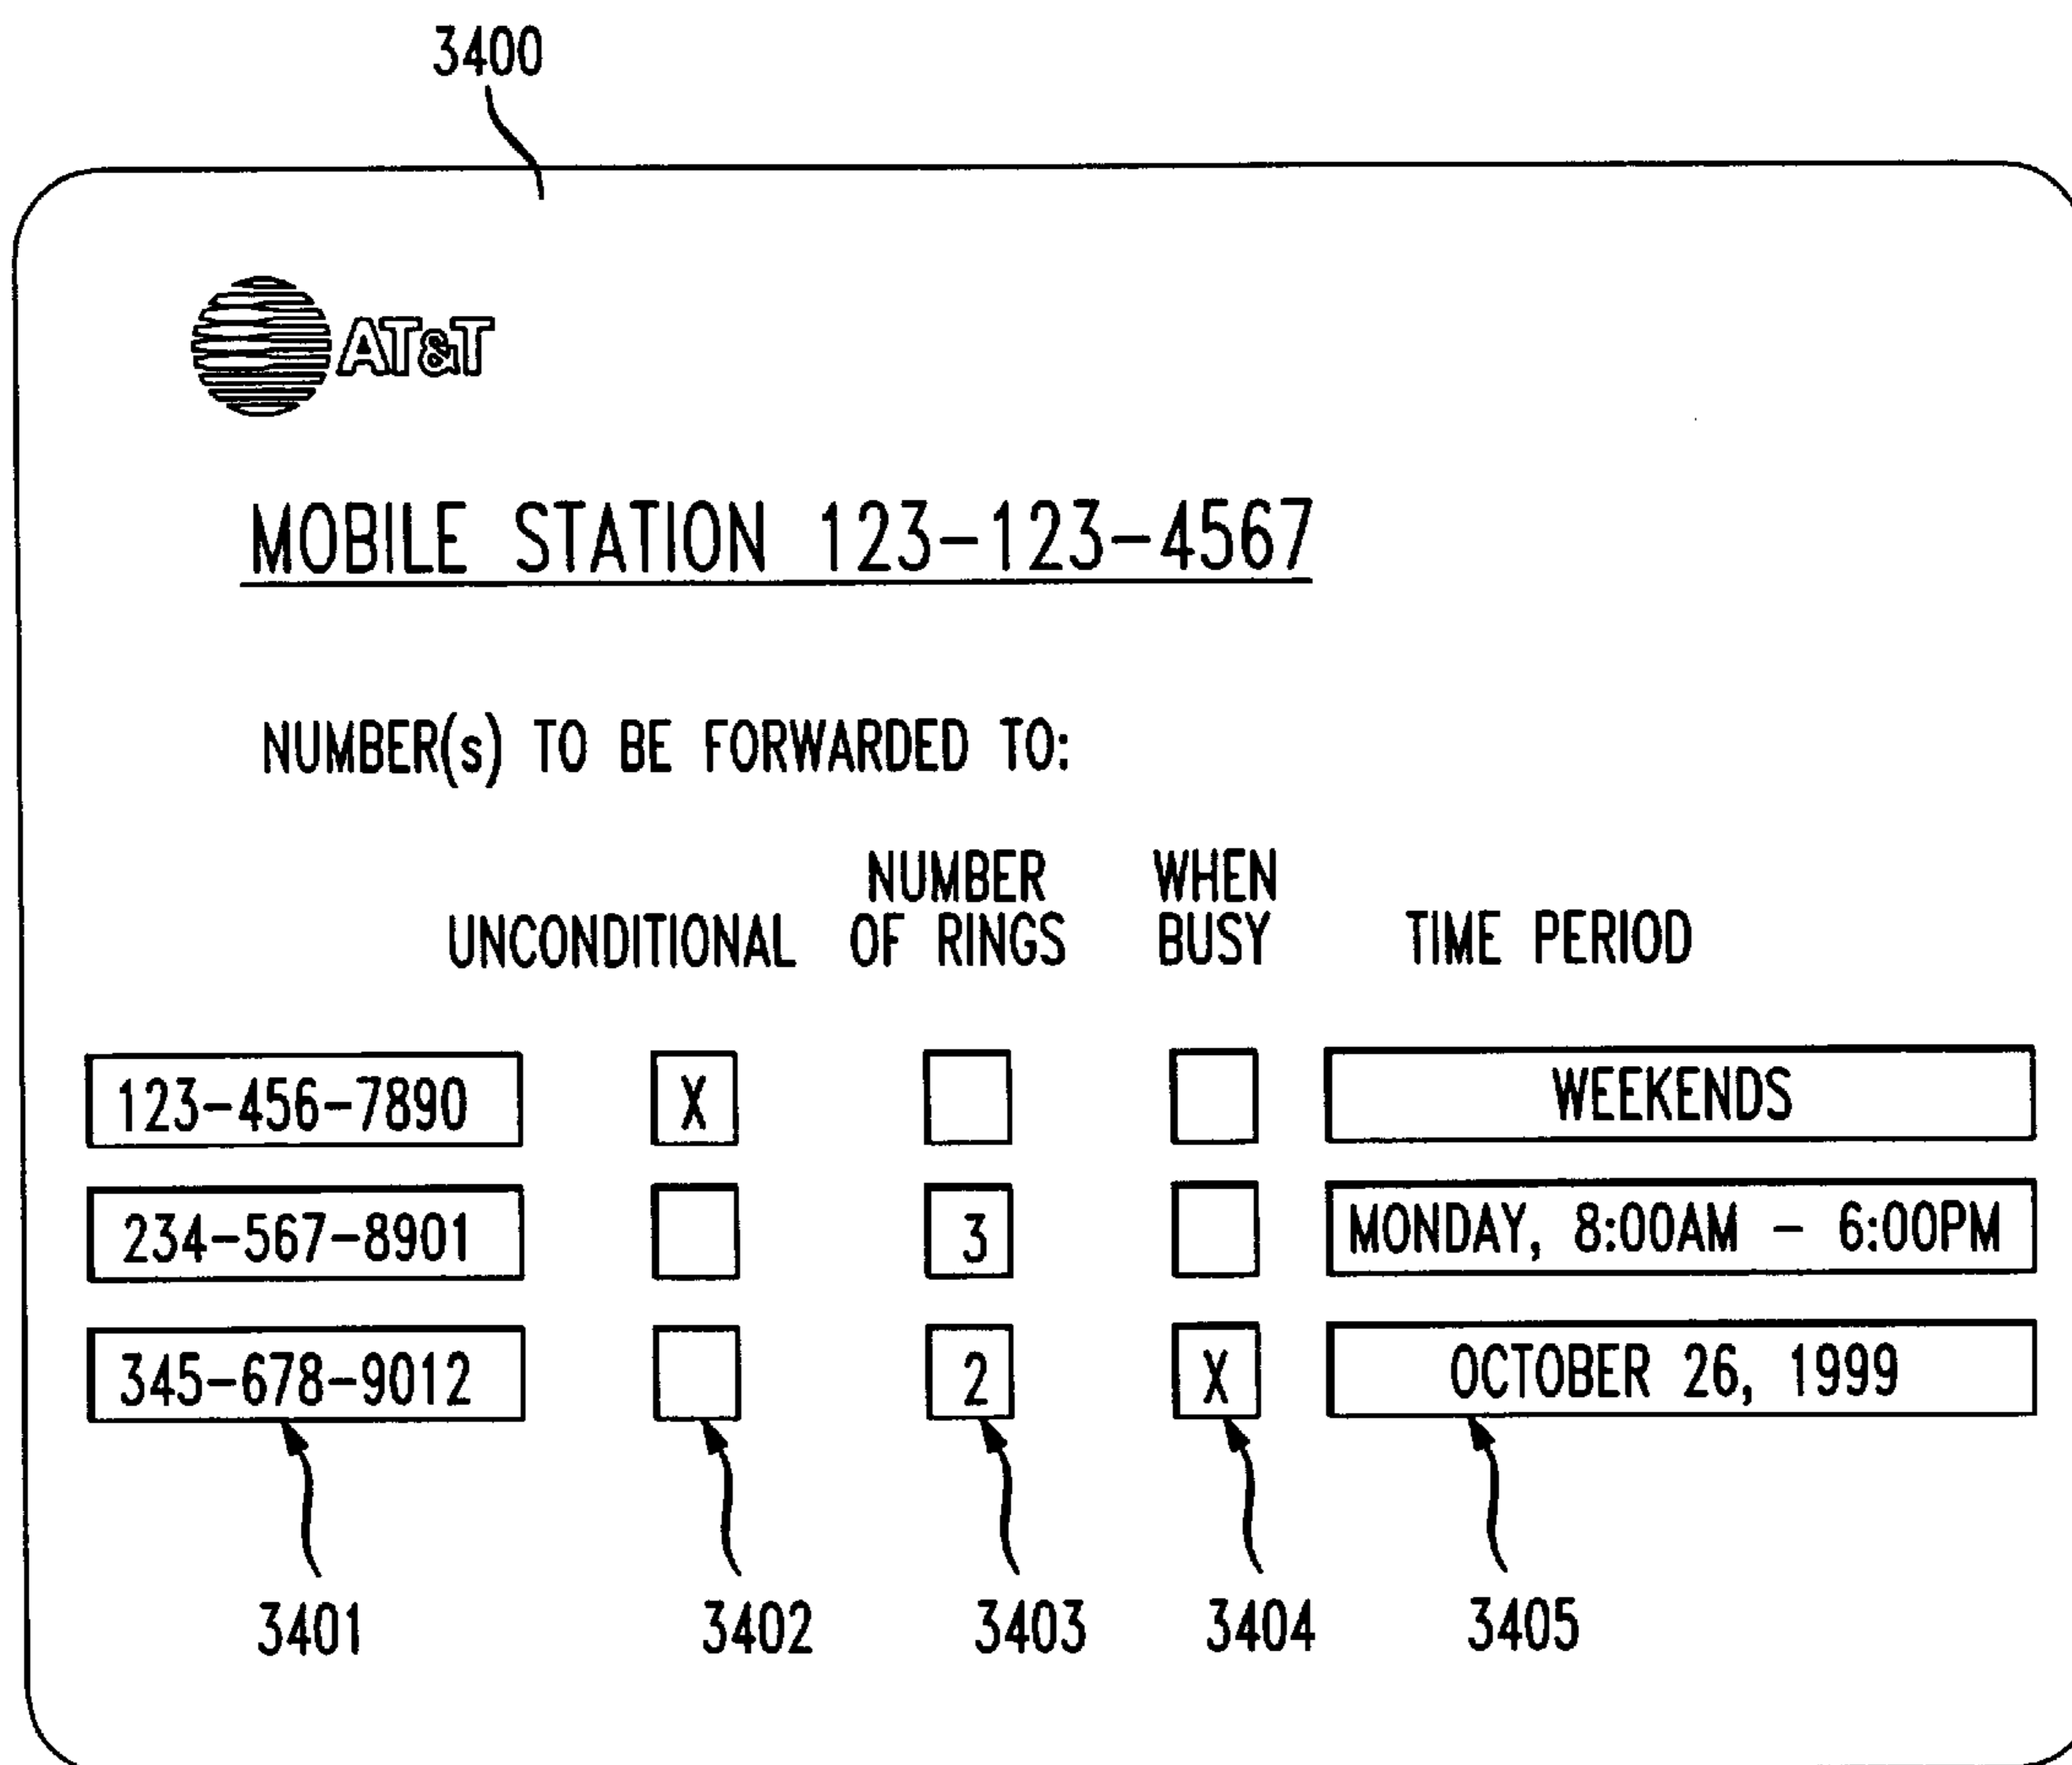 3400
AT&T
MOBILE STATION 123-123-4567
NUMBER(s) TO BE FORWARDED TO:
UNCONDITIONAL NUMBER OF RINGS WHEN BUSY TIME PERIOD
123-456-7890 X WEEKENDS
234-567-8901 3 MONDAY, 8:00AM - 6:00PM
345-678-9012 2 X OCTOBER 26, 1999
3401 3402 3403 3404 3405